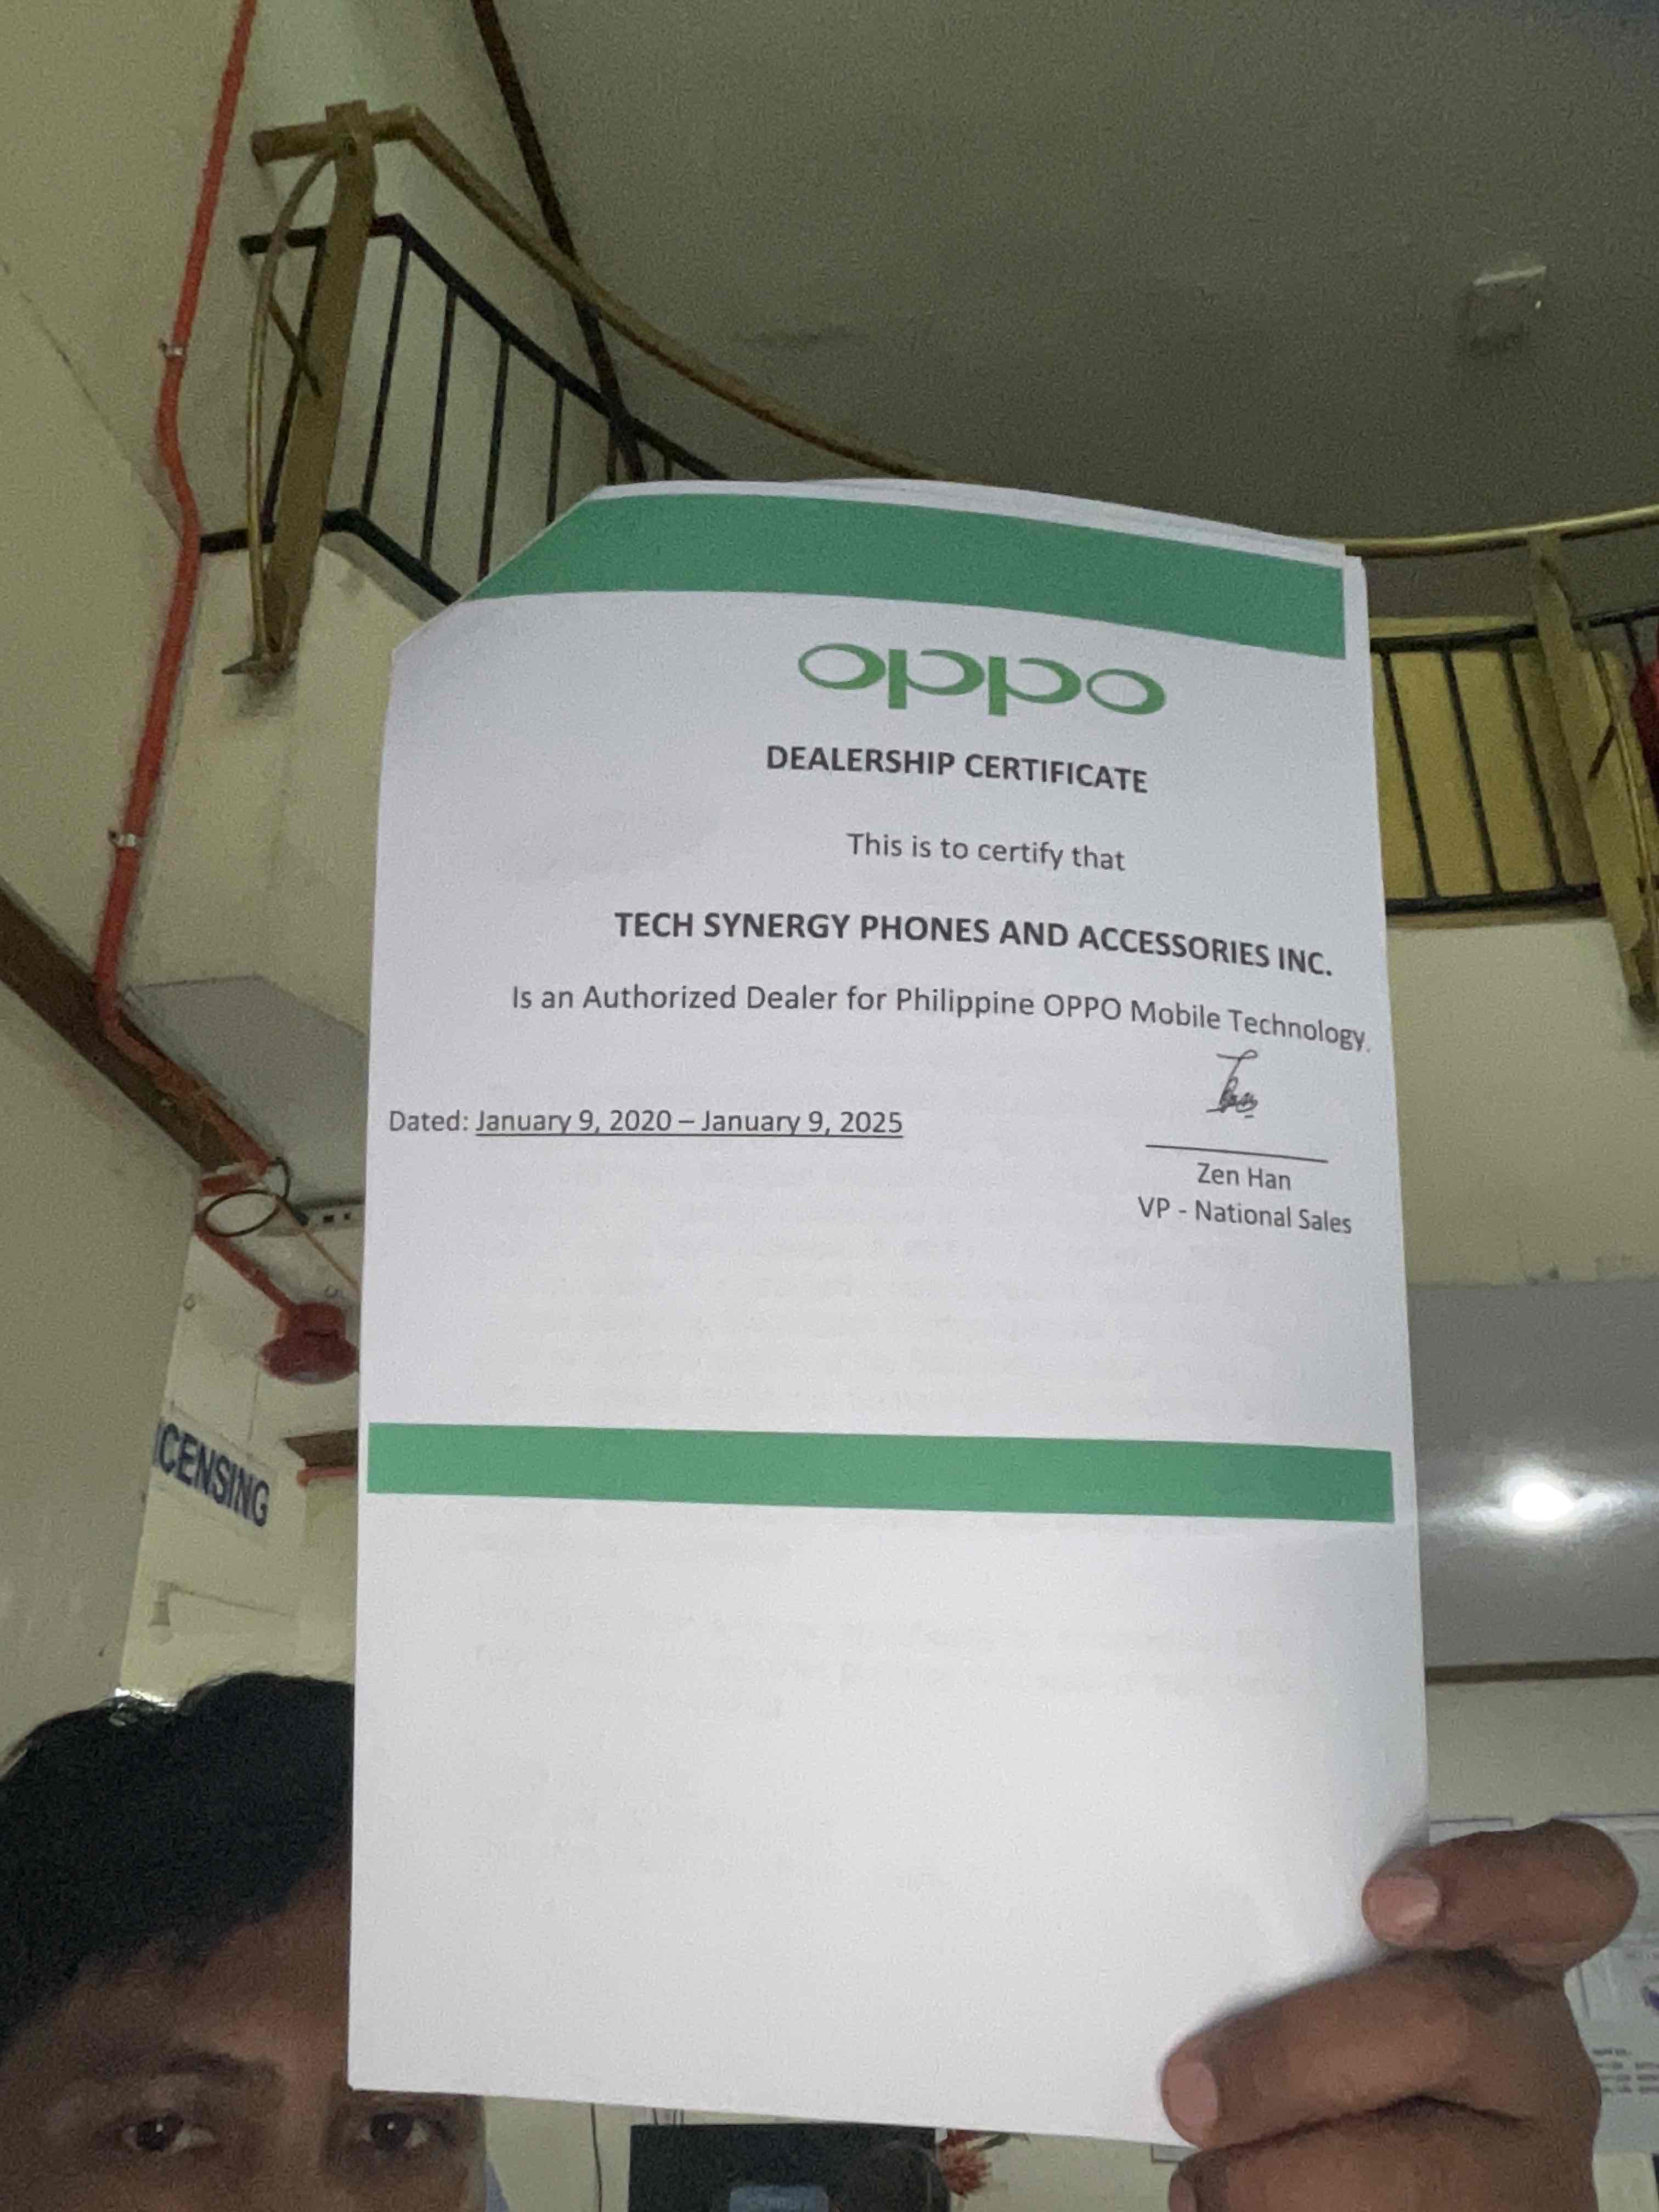 oppo
DEALERSHIP CERTIFICATE
This is to certify that
TECH SYNERGY PHONES AND ACCESSORIES INC.
Is an Authorized Dealer for Philippine OPPO Mobile Technology.
Dated: January 9, 2020 – January 9, 2025
Zen Han
VP - National Sales
ICENSING